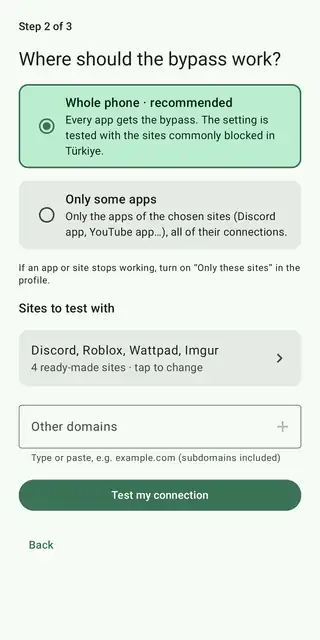 Step 2 of 3
Where should the bypass work?
Whole phone · recommended
Every app gets the bypass. The setting is
tested with the sites commonly blocked in
Türkiye.
Only some apps
Only the apps of the chosen sites (Discord
app, YouTube app…), all of their connections.
If an app or site stops working, turn on “Only these sites” in the
profile.
Sites to test with
Discord, Roblox, Wattpad, Imgur
4 ready-made sites · tap to change
Other domains
Type or paste, e.g. example.com (subdomains included)
Test my connection
Back